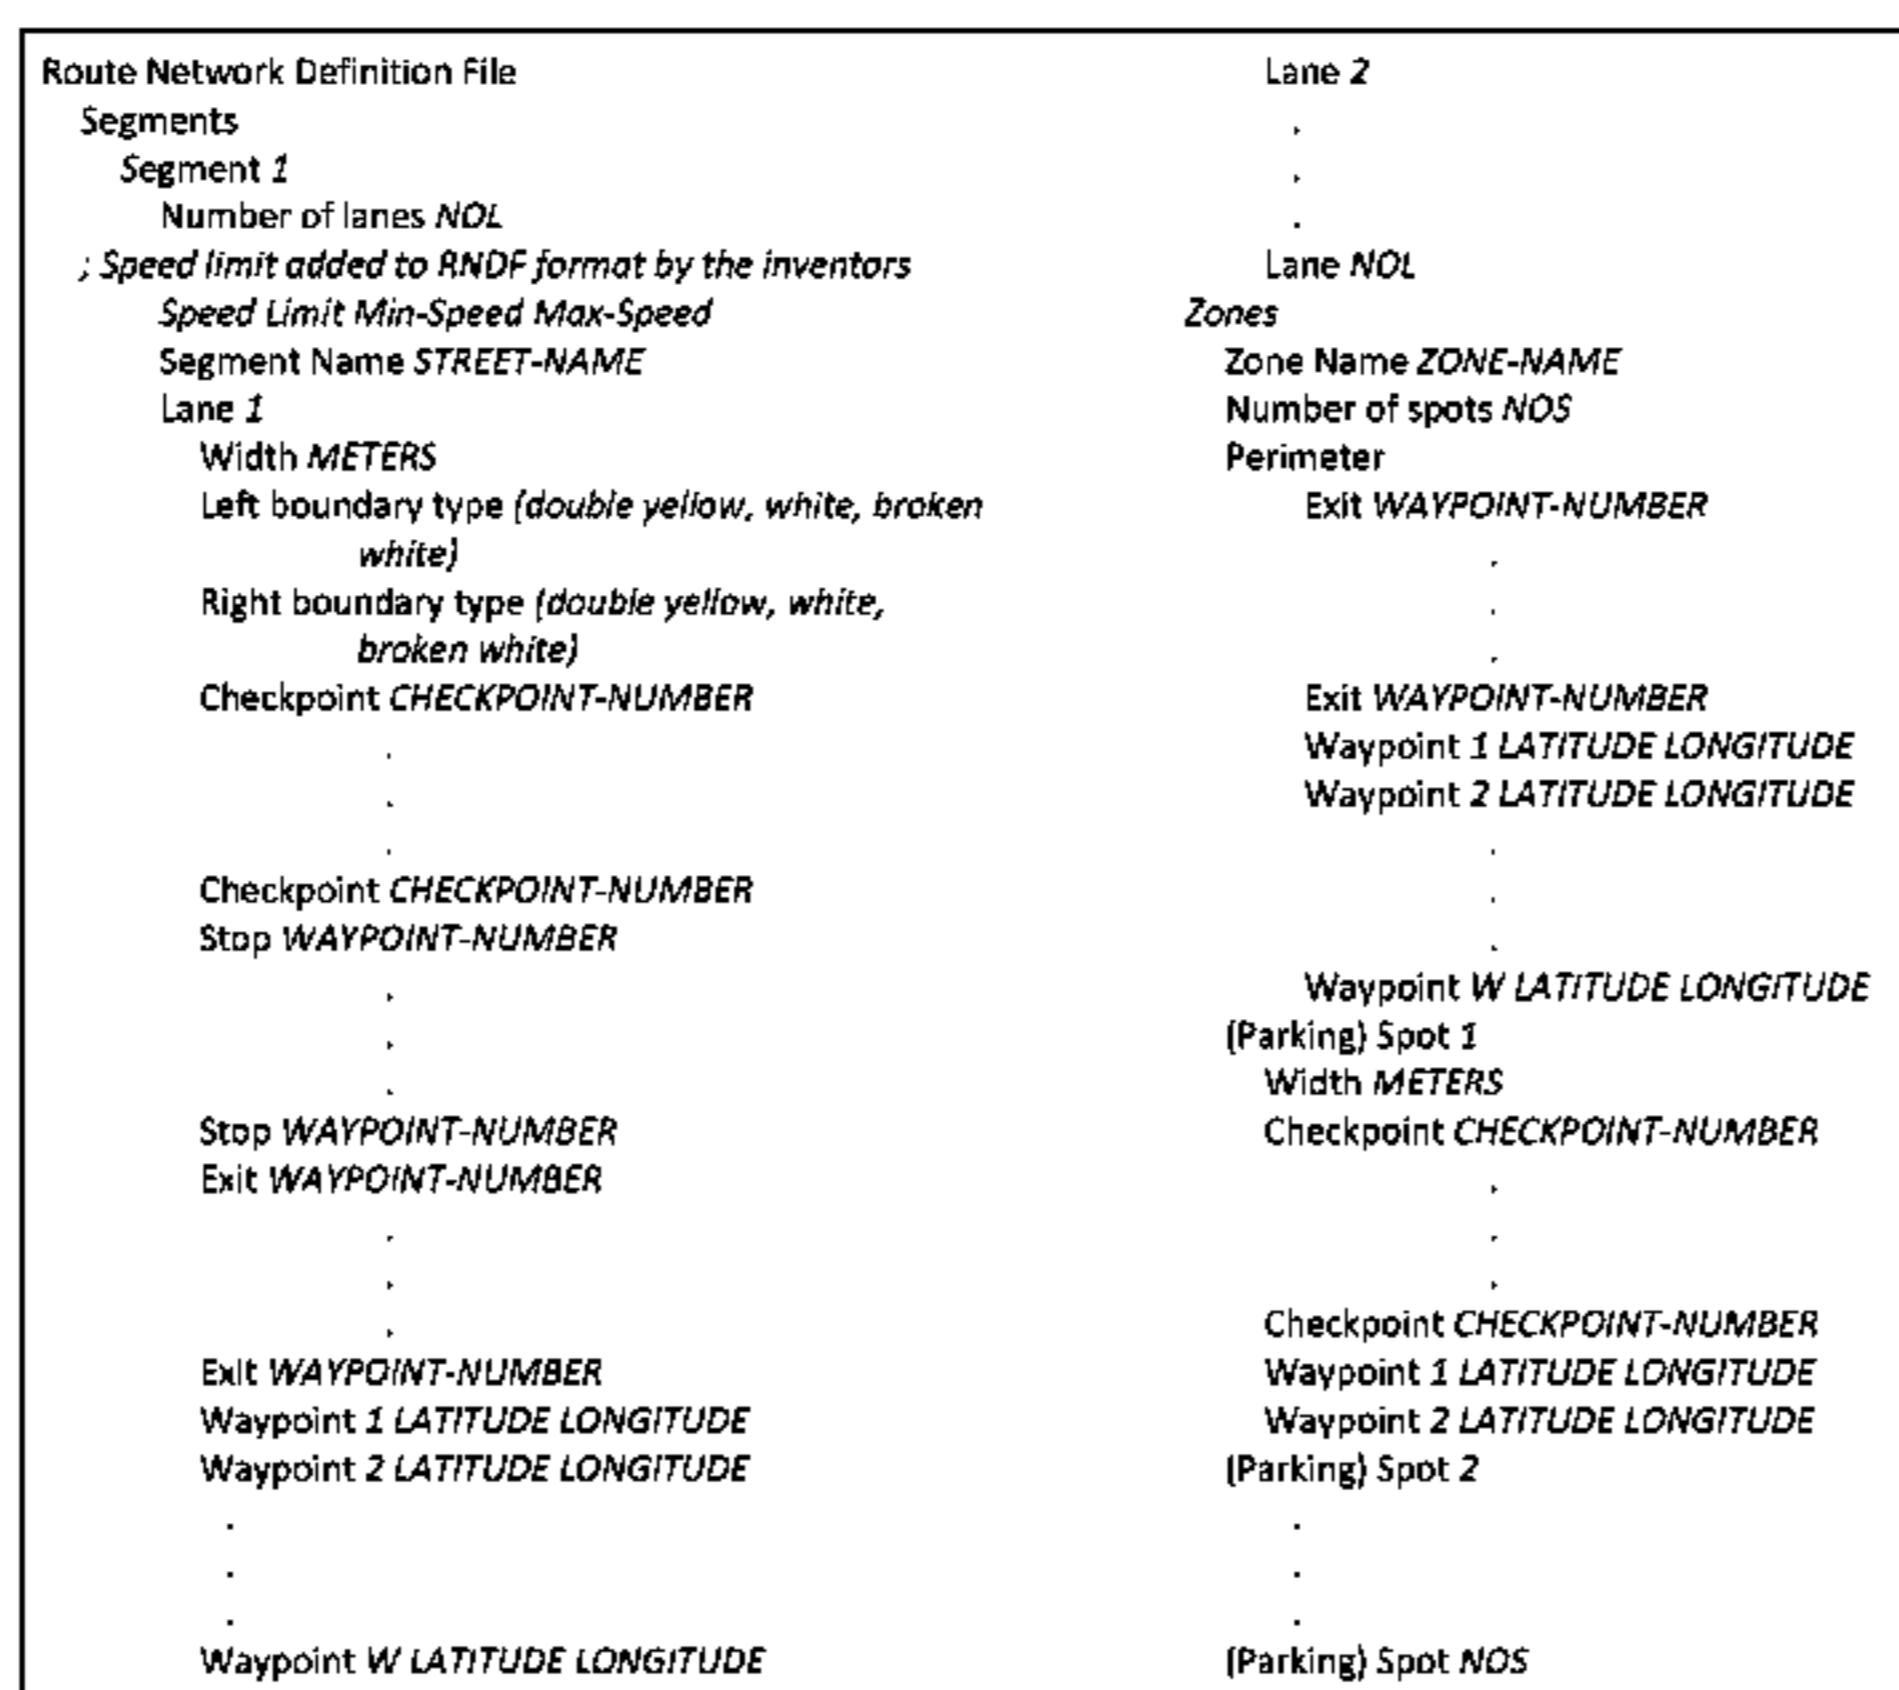 Route Network Definition File
Segments
Segment 1
Number of lanes NOL
; Speed limit added to RNDF format by the inventors
Speed Limit Min-Speed Max-Speed
Segment Name STREET-NAME
Lane 1
Width METERS
Left boundary type (double yellow, white, broken
white)
Right boundary type (double yellow, white,
broken white)
Checkpoint CHECKPOINT-NUMBER
.
.
.
Checkpoint CHECKPOINT-NUMBER
Stop WAYPOINT-NUMBER
.
.
.
Stop WAYPOINT-NUMBER
Exit WAYPOINT-NUMBER
.
.
.
Exit WAYPOINT-NUMBER
Waypoint 1 LATITUDE LONGITUDE
Waypoint 2 LATITUDE LONGITUDE
.
.
.
Waypoint W LATITUDE LONGITUDE
Lane 2
.
.
.
Lane NOL
Zones
Zone Name ZONE-NAME
Number of spots NOS
Perimeter
Exit WAYPOINT-NUMBER
.
.
.
Exit WAYPOINT-NUMBER
Waypoint 1 LATITUDE LONGITUDE
Waypoint 2 LATITUDE LONGITUDE
.
.
.
Waypoint W LATITUDE LONGITUDE
(Parking) Spot 1
Width METERS
Checkpoint CHECKPOINT-NUMBER
.
.
.
Checkpoint CHECKPOINT-NUMBER
Waypoint 1 LATITUDE LONGITUDE
Waypoint 2 LATITUDE LONGITUDE
(Parking) Spot 2
.
.
.
(Parking) Spot NOS